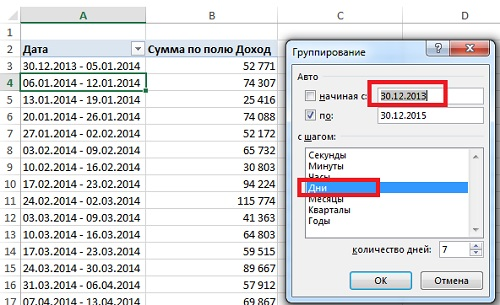 A B C D
1
2 Дата Сумма по полю Доход
3 30.12.2013 - 05.01.2014 52 771
4 06.01.2014 - 12.01.2014 74 307
5 13.01.2014 - 19.01.2014 25 416
6 20.01.2014 - 26.01.2014 74 088
7 27.01.2014 - 02.02.2014 52 172
8 03.02.2014 - 09.02.2014 65 732
9 10.02.2014 - 16.02.2014 30 803
10 17.02.2014 - 23.02.2014 94 224
11 24.02.2014 - 02.03.2014 115 774
12 03.03.2014 - 09.03.2014 41 363
13 10.03.2014 - 16.03.2014 64 803
14 17.03.2014 - 23.03.2014 59 515
15 24.03.2014 - 30.03.2014 89 667
16 31.03.2014 - 06.04.2014 57 912
17 07.04.2014 - 13.04.2014 69 867
Группирование
?
Авто
начиная с: 30.12.2013
по: 30.12.2015
с шагом:
Секунды
Минуты
Часы
Дни
Месяцы
Кварталы
Годы
количество дней: 7
ОК Отмена